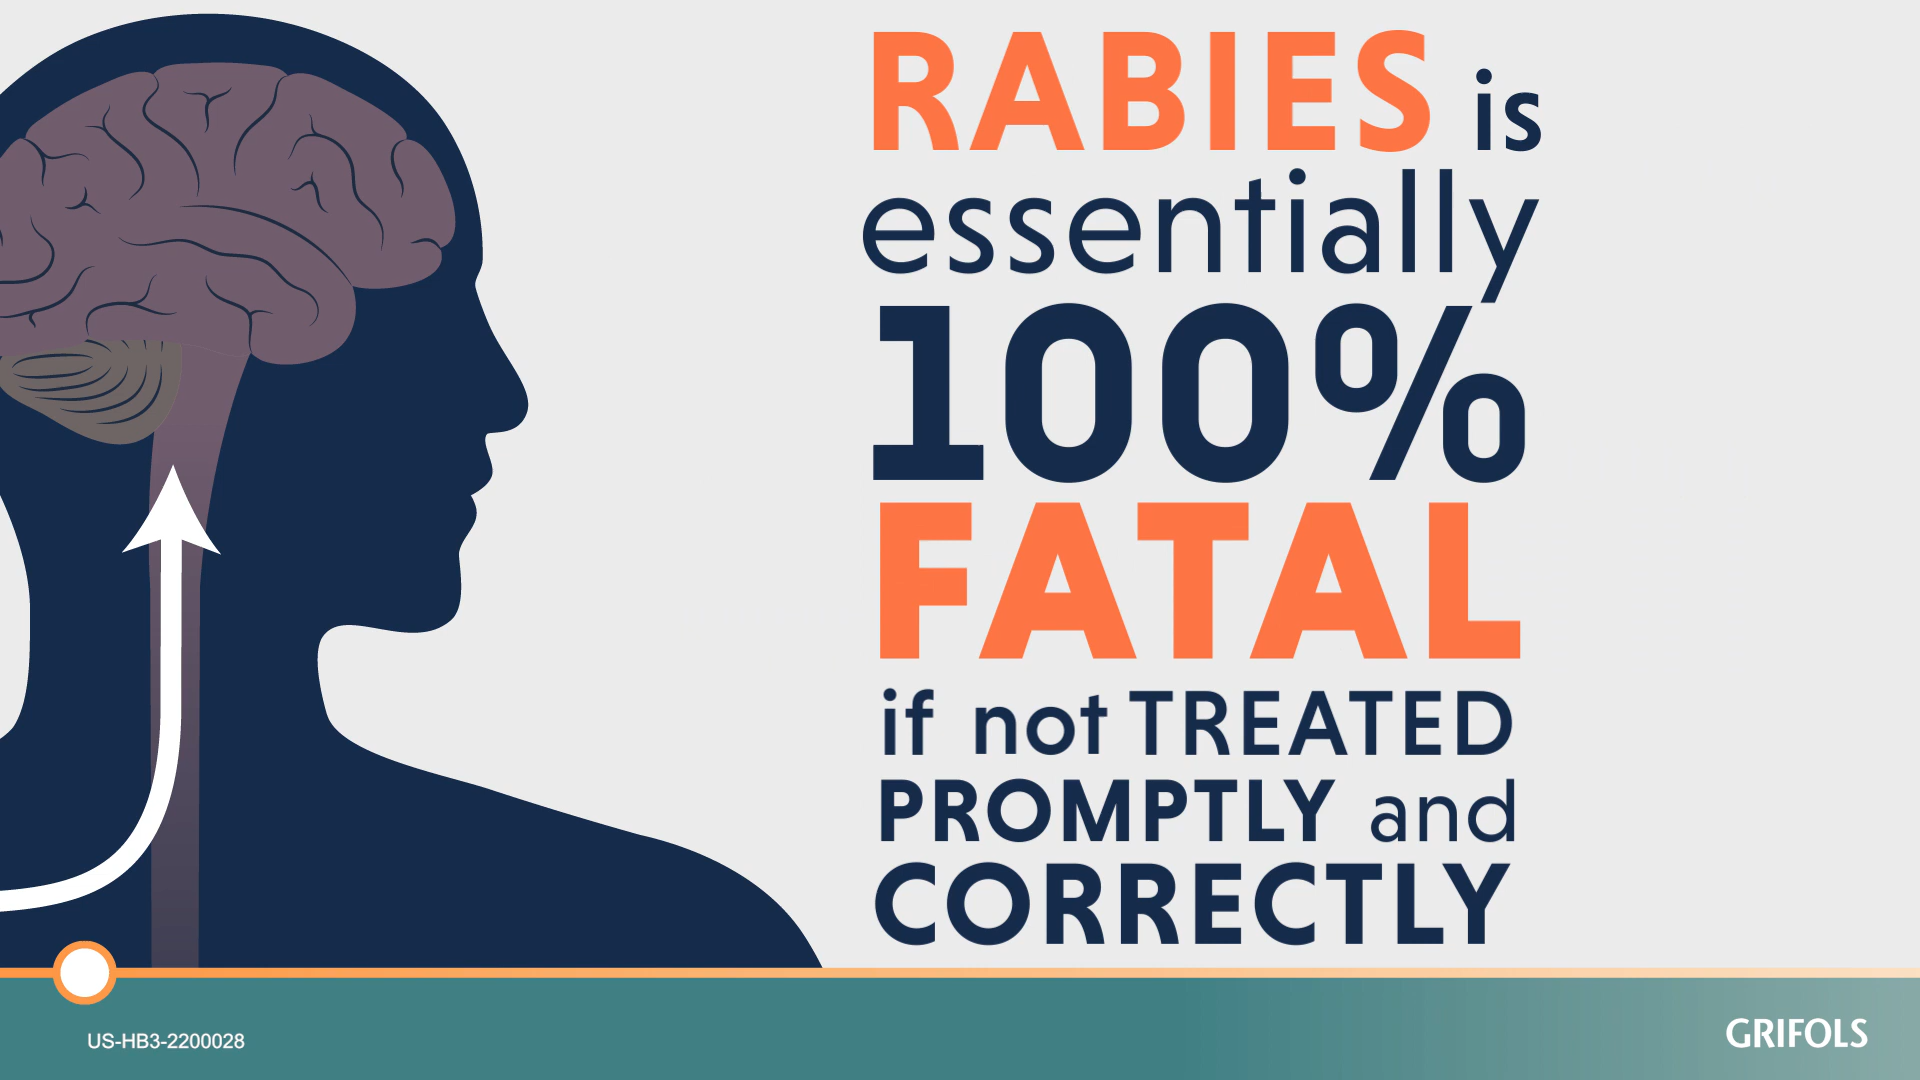 RABIES is
essentially
100%
FATAL
if not TREATED
PROMPTLY and
CORRECTLY
US-HB3-2200028
GRIFOLS